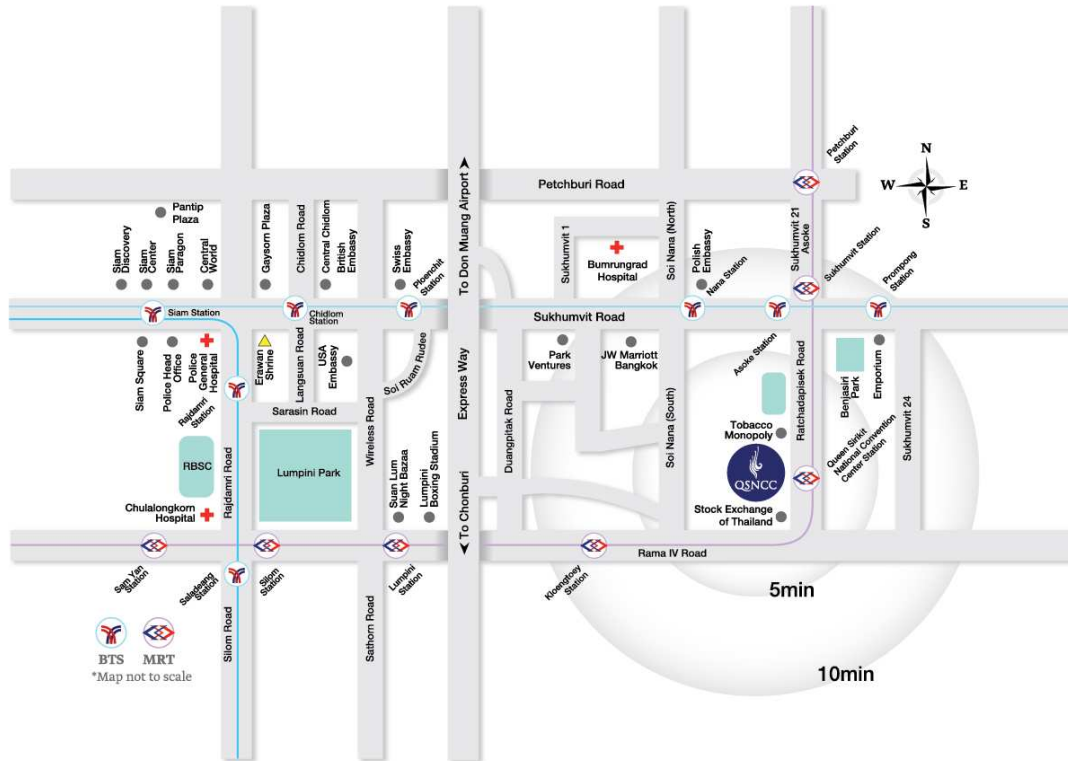 Petchburi
Station
N
W
E
S
Petchburi Road
Pantip
Plaza
Siam
Discovery
Siam
Center
Siam
Paragon
Central
World
Gaysorn Plaza
Chidlom Road
Central Chidlom
British
Embassy
Swiss
Embassy
Ploenchit
Station
To Don Muang Airport
Sukhumvit 1
Bumrungrad
Hospital
Soi Nana (North)
Polish
Embassy
Nana Station
Sukhumvit 21
Asoke
Sukhumvit Station
Prompong
Station
Siam Station
Chidlom
Station
Sukhumvit Road
Siam Square
Police Head
Office
Police
General
Hospital
Rajdamri
Station
Erawan
Shrine
Langsuan Road
USA
Embassy
Soi Ruam Rudee
Express Way
Park
Ventures
JW Marriott
Bangkok
Asoke Station
Ratchadapisek Road
Benjasiri
Park
Emporium
Sarasin Road
Wireless Road
Duangpitak Road
Soi Nana (South)
Tobacco
Monopoly
Queen Sirikit
National Convention
Center Station
Sukhumvit 24
RBSC
Rajdamri Road
Lumpini Park
Suan Lum
Night Bazaa
Lumpini
Boxing Stadium
QSNCC
Chulalongkorn
Hospital
To Chonburi
Stock Exchange
of Thailand
Rama IV Road
Sam Yan
Station
Saladeang
Station
Silom Station
Lumpini
Station
Kloengtoey
Station
5min
Silom Road
Sathorn Road
10min
BTS
MRT
*Map not to scale